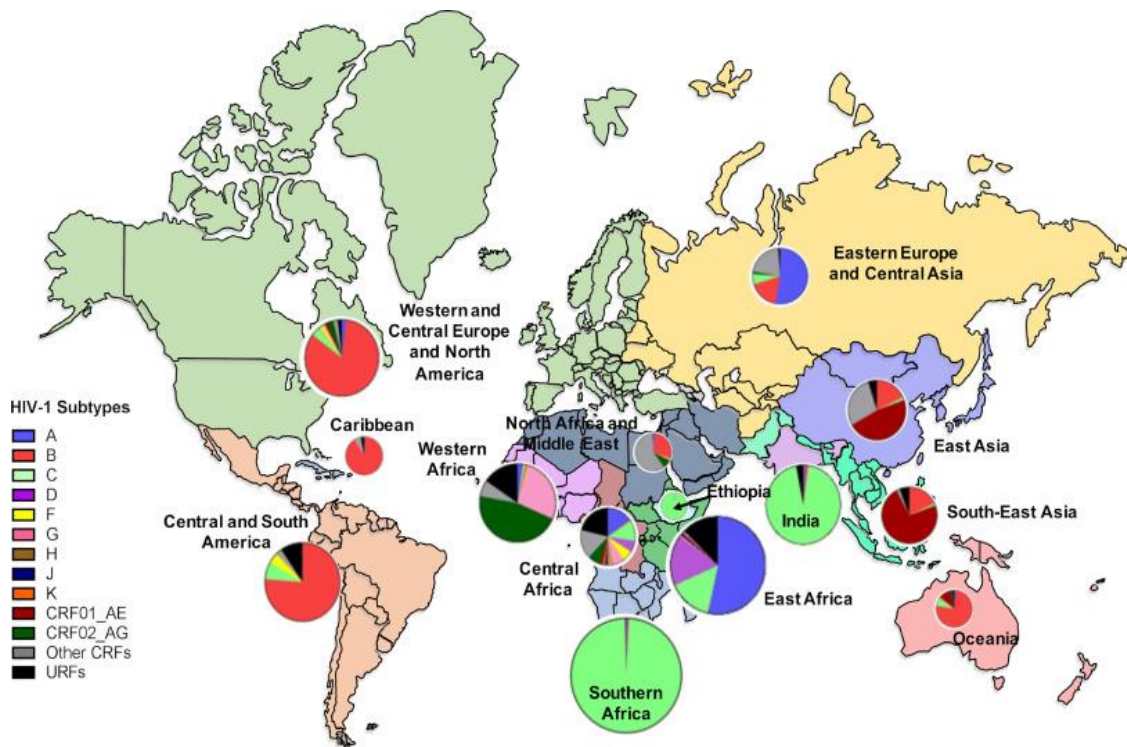 Eastern Europe
and Central Asia
Western and
Central Europe
and North
America
HIV-1 Subtypes
A
B
C
D
F
G
H
J
K
CRF01_AE
CRF02_AG
Other CRFs
URFs
Caribbean
North Africa and
Middle East
Western
Africa
East Asia
Ethiopia
India
South-East Asia
Central and South
America
Central
Africa
East Africa
Oceania
Southern
Africa